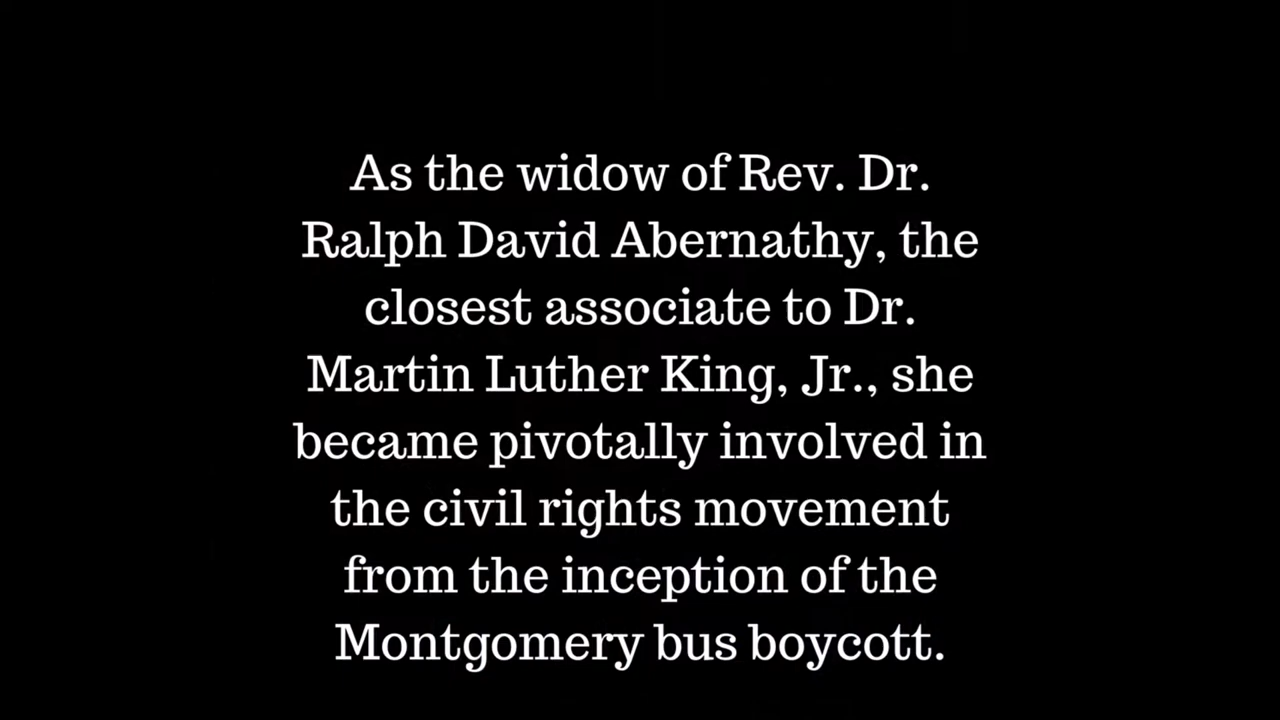 As the widow of Rev. Dr.
Ralph David Abernathy, the
closest associate to Dr.
Martin Luther King, Jr., she
became pivotally involved in
the civil rights movement
from the inception of the
Montgomery bus boycott.